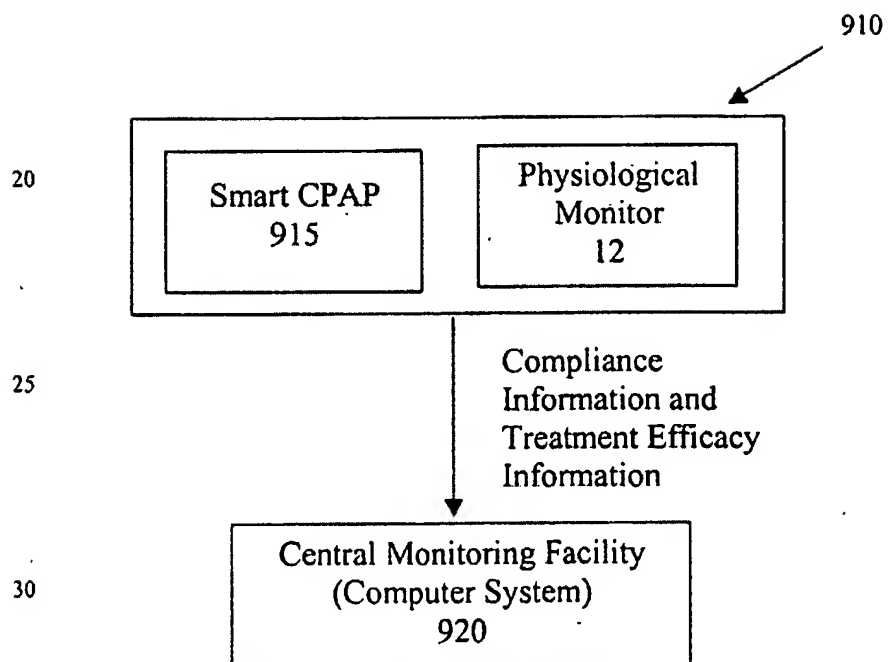 910
20
Smart CPAP
915
Physiological
Monitor
12
25
Compliance
Information and
Treatment Efficacy
Information
30
Central Monitoring Facility
(Computer System)
920